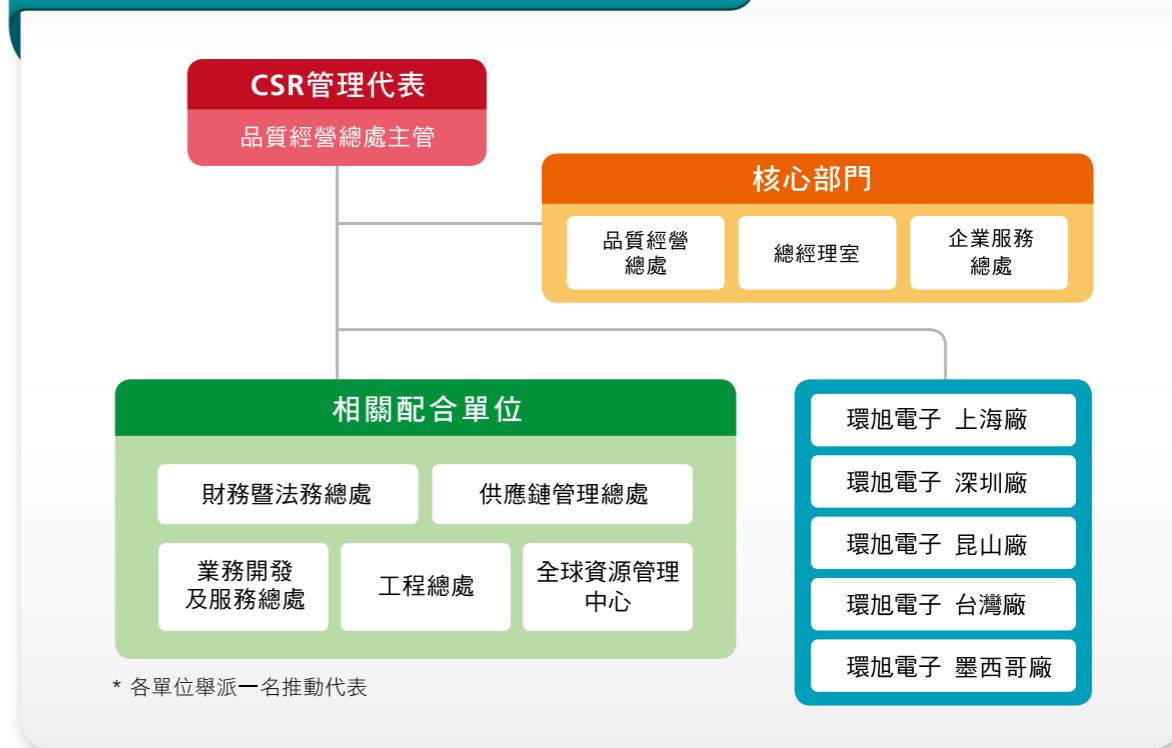 CSR管理代表
品質經營總處主管
核心部門
品質經營
總處
總經理室
企業服務
總處
相關配合單位
財務暨法務總處
供應鏈管理總處
業務開發
及服務總處
工程總處
全球資源管理
中心
環旭電子 上海廠
環旭電子 深圳廠
環旭電子 昆山廠
環旭電子 台灣廠
環旭電子 墨西哥廠
* 各單位舉派一名推動代表